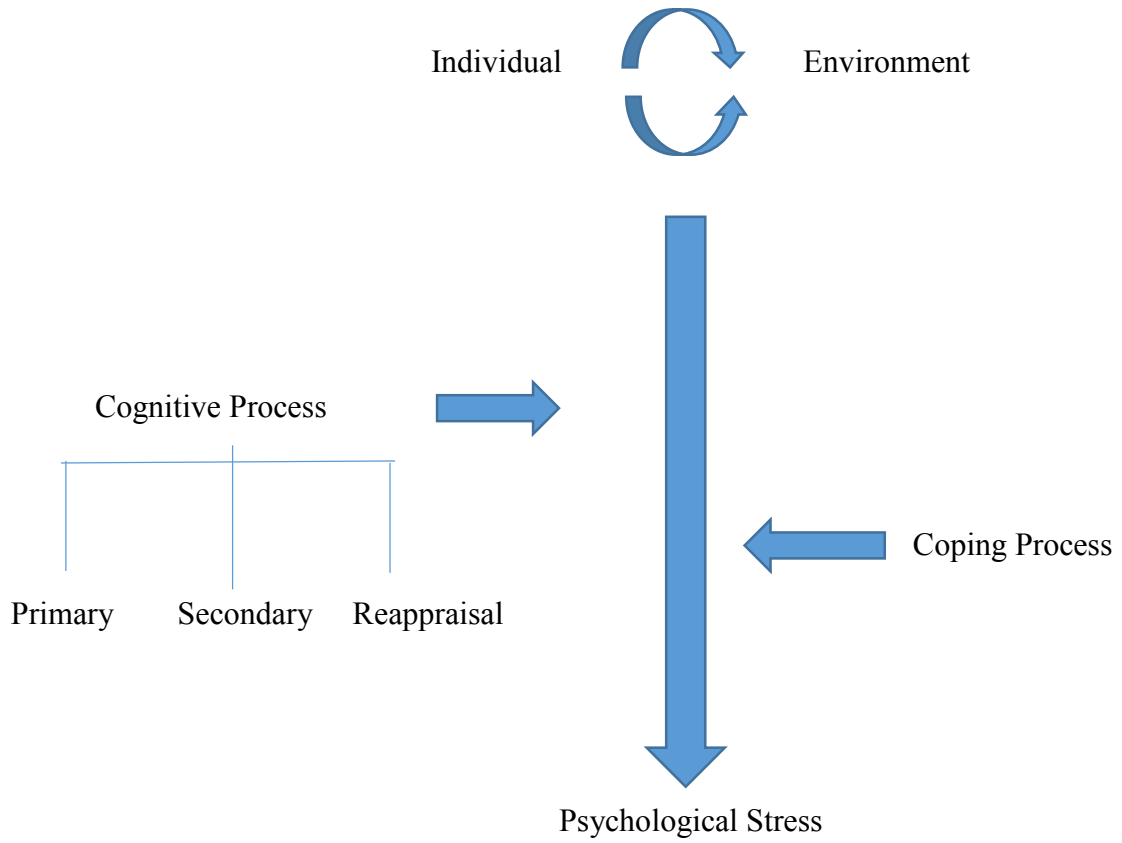 Individual
Environment
Cognitive Process
Coping Process
Primary
Secondary
Reappraisal
Psychological Stress